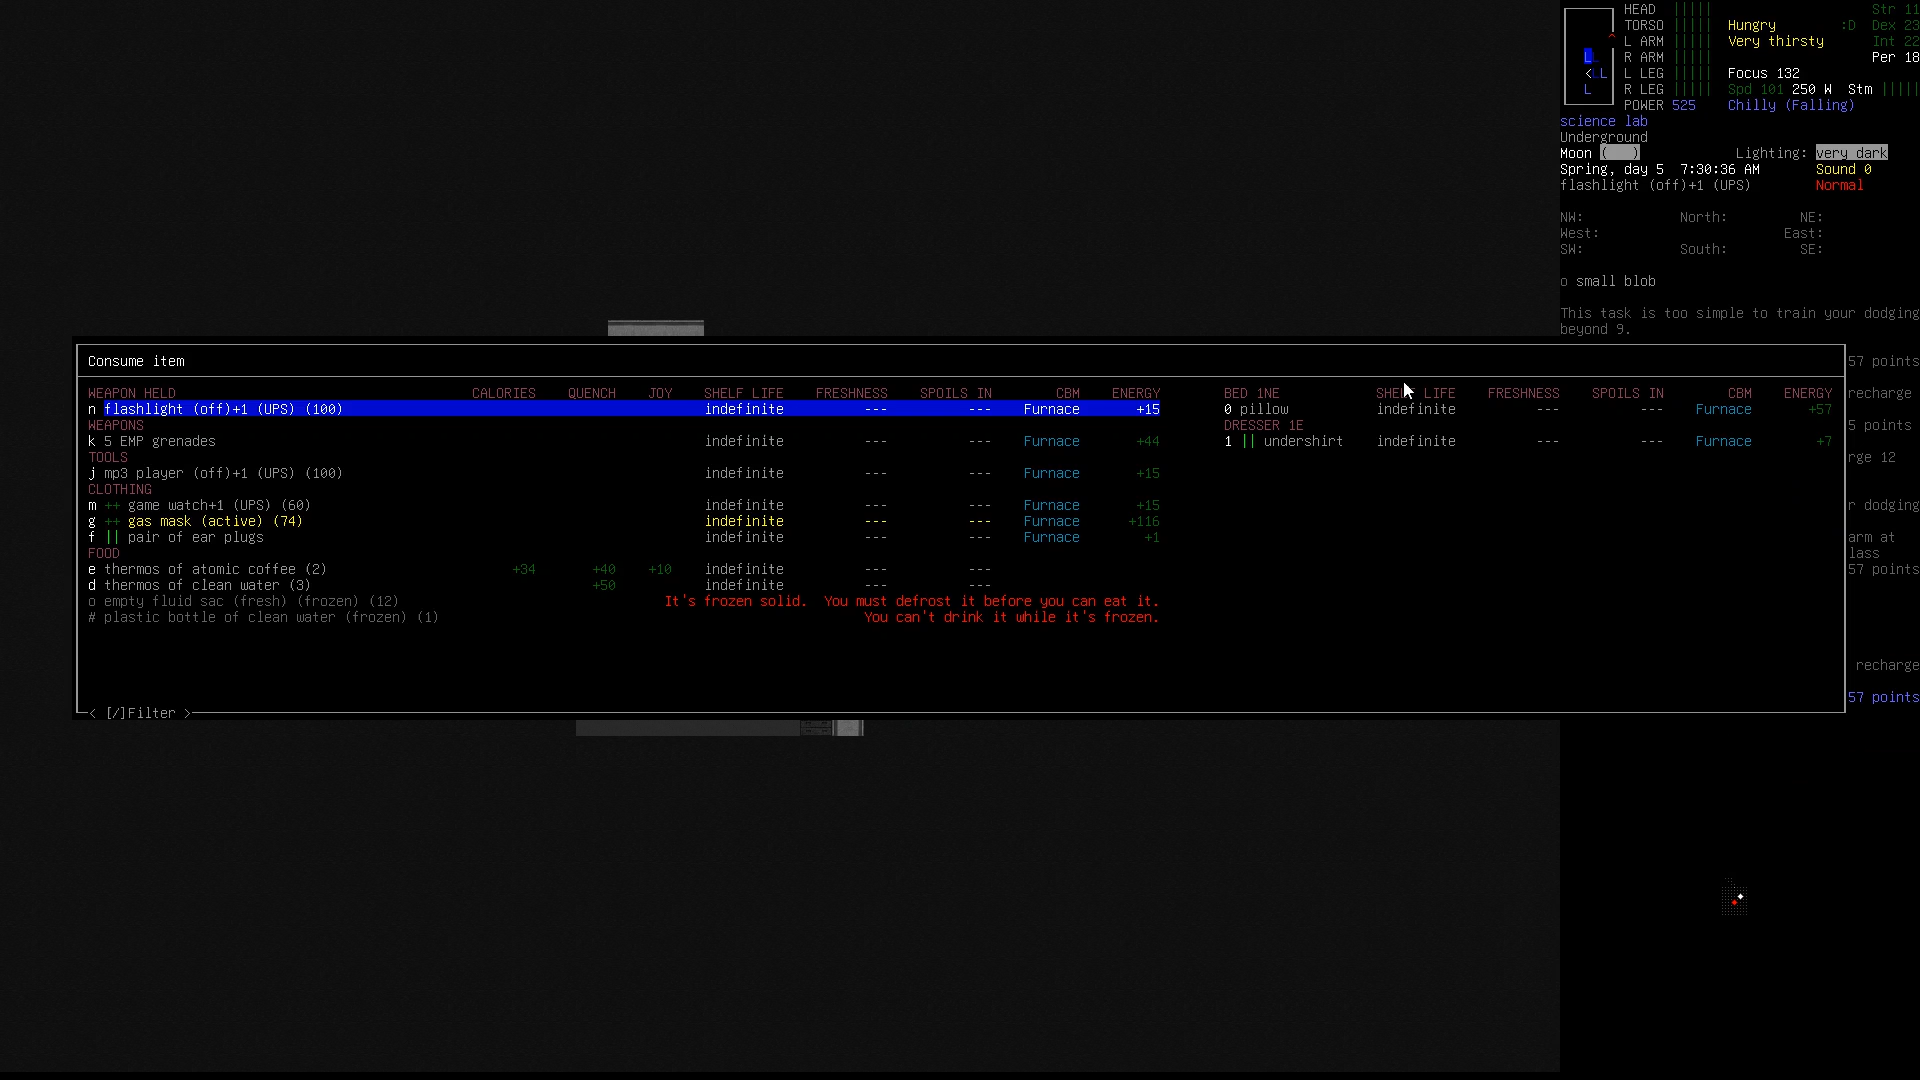 HEAD ||||| Str 11
TORSO ||||| Hungry :D Dex 23
L ARM ||||| Very thirsty Int 22
R ARM ||||| Per 18
L LEG ||||| Focus 132
R LEG ||||| Spd 101 250 W Stm |||||
POWER 525 Chilly (Falling)
L
<LL
L
science lab
Underground
Moon (   ) Lighting: very dark
Spring, day 5 7:30:36 AM Sound 0
flashlight (off)+1 (UPS) Normal
NW: North: NE:
West: East:
SW: South: SE:
o small blob
This task is too simple to train your dodging
beyond 9.
Consume item
WEAPON HELD CALORIES QUENCH JOY SHELF LIFE FRESHNESS SPOILS IN CBM ENERGY
n flashlight (off)+1 (UPS) (100) indefinite --- --- Furnace +15
WEAPONS
k 5 EMP grenades indefinite --- --- Furnace +44
TOOLS
j mp3 player (off)+1 (UPS) (100) indefinite --- --- Furnace +15
CLOTHING
m ++ game watch+1 (UPS) (60) indefinite --- --- Furnace +15
g ++ gas mask (active) (74) indefinite --- --- Furnace +116
f || pair of ear plugs indefinite --- --- Furnace +1
FOOD
e thermos of atomic coffee (2) +34 +40 +10 indefinite --- ---
d thermos of clean water (3) +50 indefinite --- ---
o empty fluid sac (fresh) (frozen) (12) It's frozen solid.  You must defrost it before you can eat it.
# plastic bottle of clean water (frozen) (1) You can't drink it while it's frozen.
BED 1NE SHELF LIFE FRESHNESS SPOILS IN CBM ENERGY
0 pillow indefinite --- --- Furnace +57
DRESSER 1E
1 || undershirt indefinite --- --- Furnace +7
< [/]Filter >
57 points
recharge
5 points
rge 12
r dodging
arm at
lass
57 points
recharge
57 points